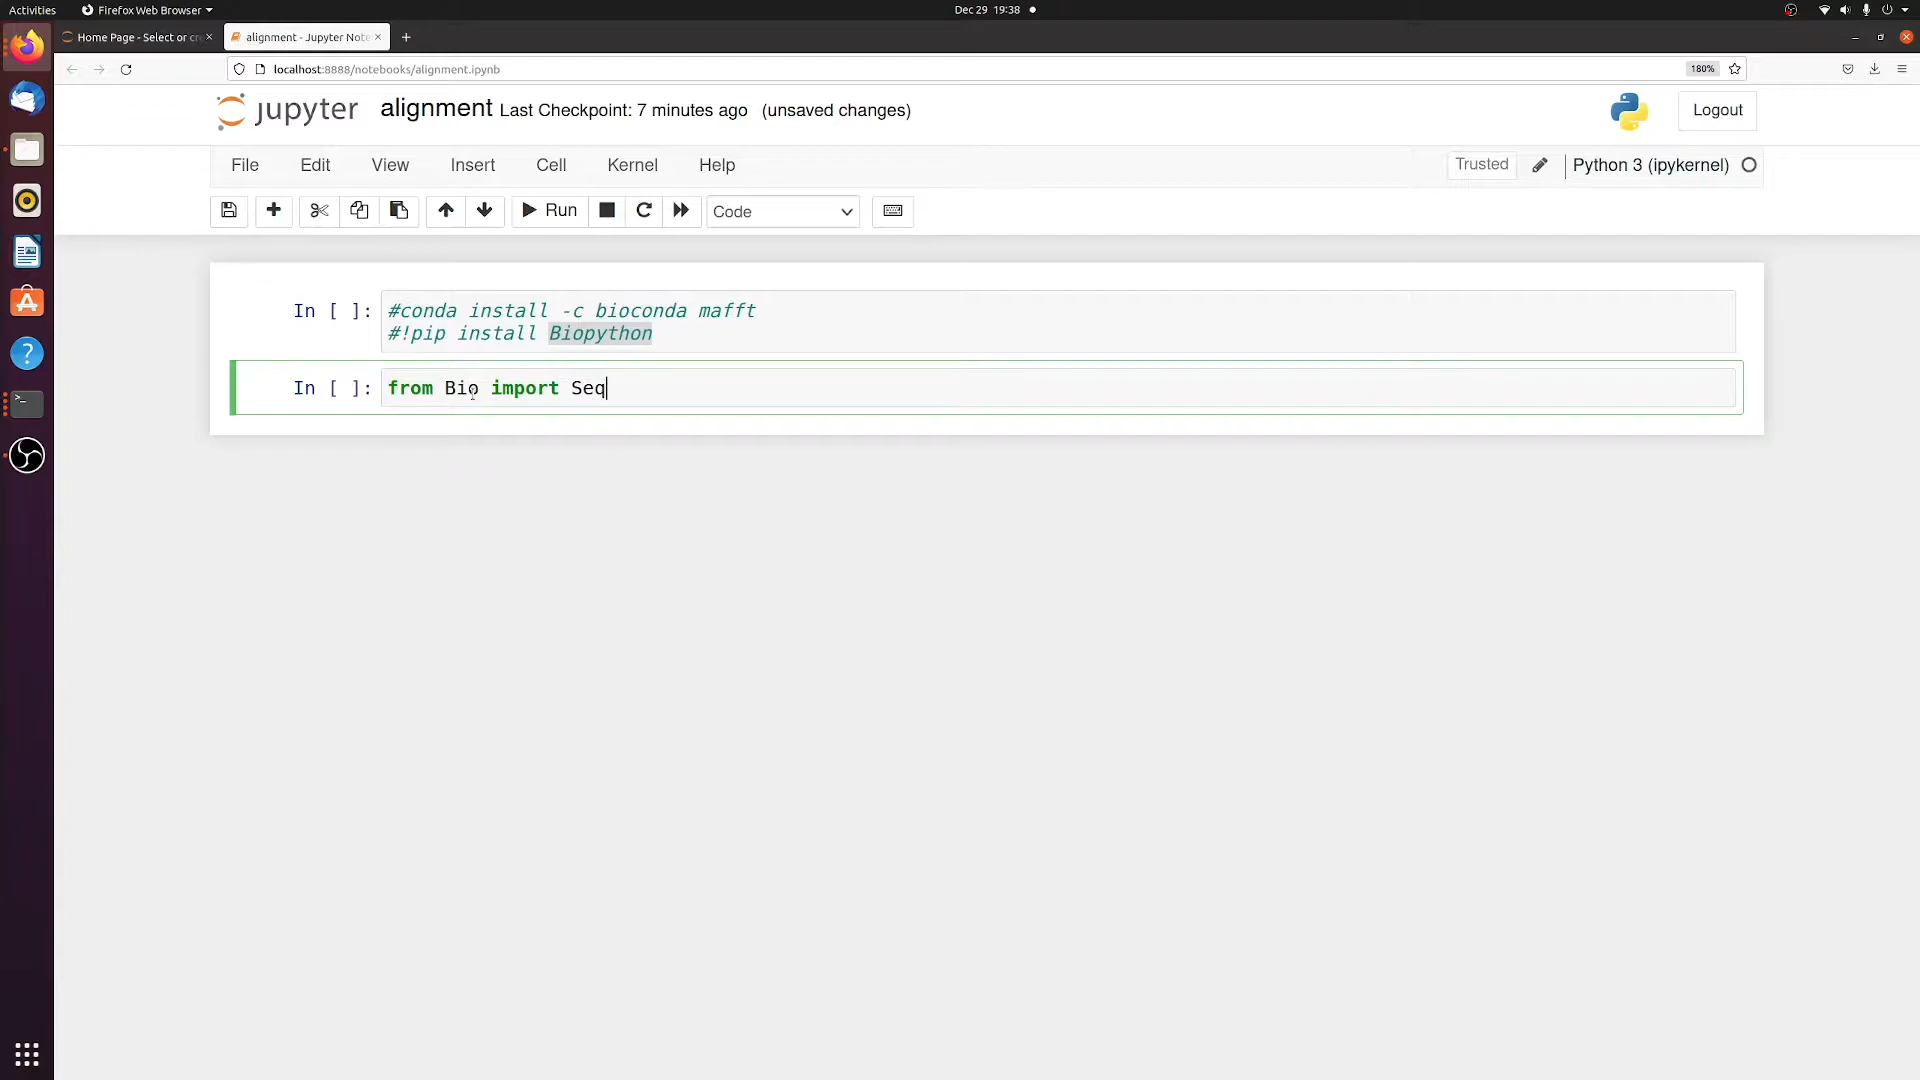 Activities
Firefox Web Browser
Dec 29 19:38
Home Page - Select or cr
alignment - Jupyter Note
localhost:8888/notebooks/alignment.ipynb
180%
jupyter alignment Last Checkpoint: 7 minutes ago (unsaved changes)
Logout
File Edit View Insert Cell Kernel Help
Trusted
Python 3 (ipykernel)
Run
Code
In [ ]: #conda install -c bioconda mafft
#!pip install Biopython
In [ ]: from Bio import Seq